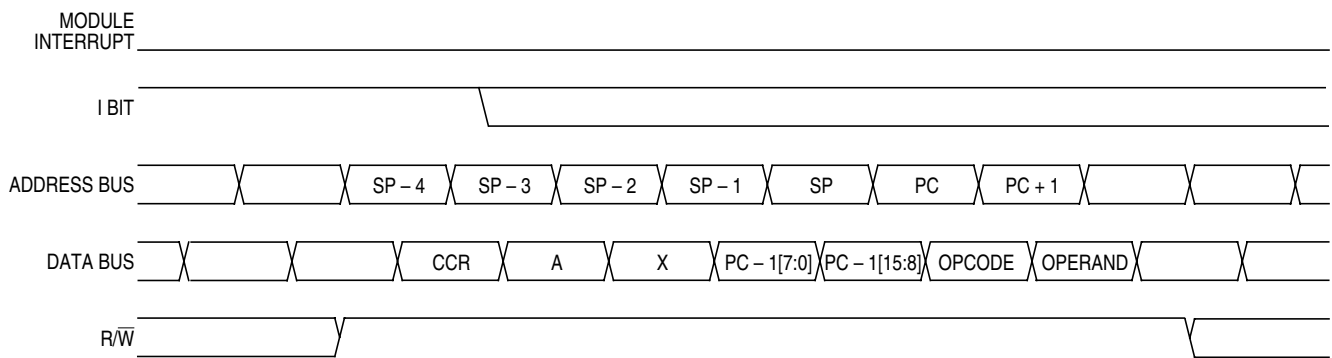 MODULE
INTERRUPT
I BIT
ADDRESS BUS SP – 4 SP – 3 SP – 2 SP – 1 SP PC PC + 1
DATA BUS CCR A X PC – 1[7:0] PC – 1[15:8] OPCODE OPERAND
R/W̅